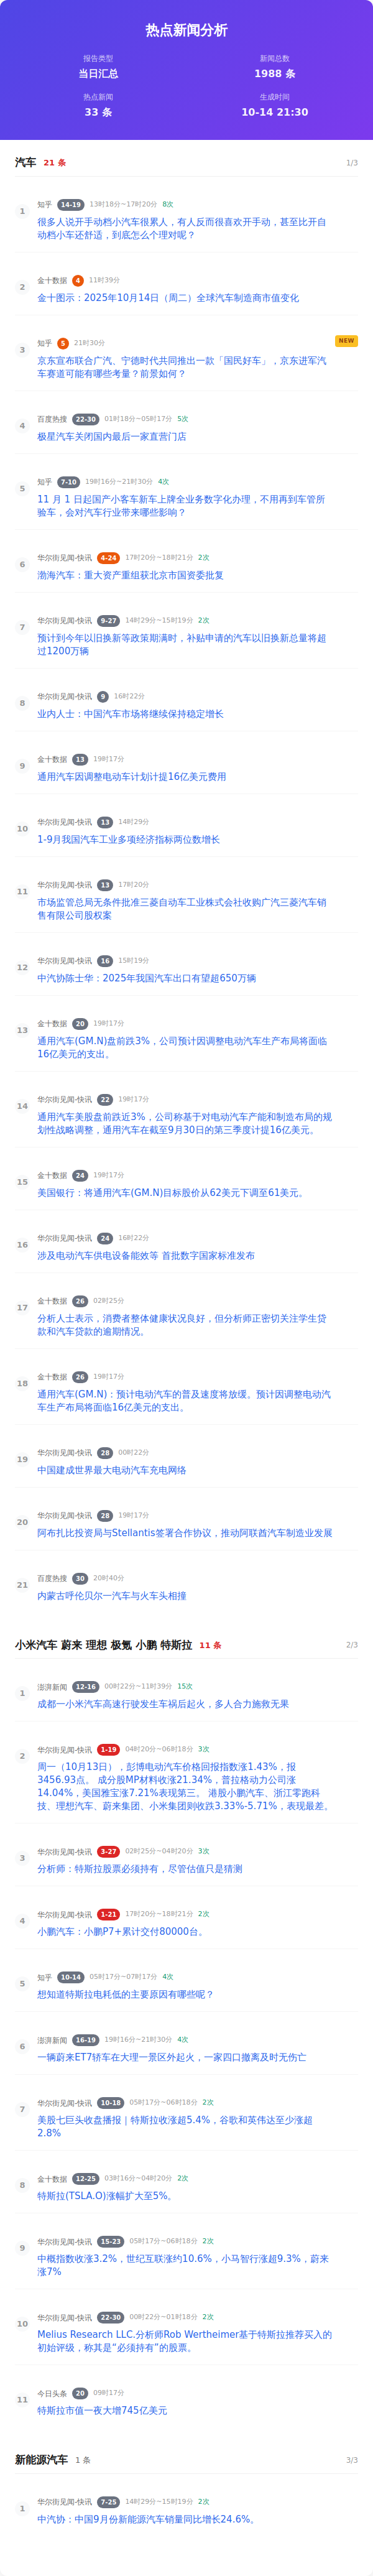 热点新闻分析
报告类型
新闻总数
当日汇总
1988 条
热点新闻
生成时间
33 条
10-14 21:30
汽车 21 条 1/3
1
知乎 14-19 13时18分~17时20分 8次
很多人说开手动档小汽车很累人，有人反而很喜欢开手动，甚至比开自
动档小车还舒适，到底怎么个理对呢？
2
金十数据 4 11时39分
金十图示：2025年10月14日（周二）全球汽车制造商市值变化
3
知乎 5 21时30分
NEW
京东宣布联合广汽、宁德时代共同推出一款「国民好车」，京东进军汽
车赛道可能有哪些考量？前景如何？
4
百度热搜 22-30 01时18分~05时17分 5次
极星汽车关闭国内最后一家直营门店
5
知乎 7-10 19时16分~21时30分 4次
11 月 1 日起国产小客车新车上牌全业务数字化办理，不用再到车管所
验车，会对汽车行业带来哪些影响？
6
华尔街见闻-快讯 4-24 17时20分~18时21分 2次
渤海汽车：重大资产重组获北京市国资委批复
7
华尔街见闻-快讯 9-27 14时29分~15时19分 2次
预计到今年以旧换新等政策期满时，补贴申请的汽车以旧换新总量将超
过1200万辆
8
华尔街见闻-快讯 9 16时22分
业内人士：中国汽车市场将继续保持稳定增长
9
金十数据 13 19时17分
通用汽车因调整电动车计划计提16亿美元费用
10
华尔街见闻-快讯 13 14时29分
1-9月我国汽车工业多项经济指标两位数增长
11
华尔街见闻-快讯 13 17时20分
市场监管总局无条件批准三菱自动车工业株式会社收购广汽三菱汽车销
售有限公司股权案
12
华尔街见闻-快讯 16 15时19分
中汽协陈士华：2025年我国汽车出口有望超650万辆
13
金十数据 20 19时17分
通用汽车(GM.N)盘前跌3%，公司预计因调整电动汽车生产布局将面临
16亿美元的支出。
14
华尔街见闻-快讯 22 19时17分
通用汽车美股盘前跌近3%，公司称基于对电动汽车产能和制造布局的规
划性战略调整，通用汽车在截至9月30日的第三季度计提16亿美元。
15
金十数据 24 19时17分
美国银行：将通用汽车(GM.N)目标股价从62美元下调至61美元。
16
华尔街见闻-快讯 24 16时22分
涉及电动汽车供电设备能效等 首批数字国家标准发布
17
金十数据 26 02时25分
分析人士表示，消费者整体健康状况良好，但分析师正密切关注学生贷
款和汽车贷款的逾期情况。
18
金十数据 26 19时17分
通用汽车(GM.N)：预计电动汽车的普及速度将放缓。预计因调整电动汽
车生产布局将面临16亿美元的支出。
19
华尔街见闻-快讯 28 00时22分
中国建成世界最大电动汽车充电网络
20
华尔街见闻-快讯 28 19时17分
阿布扎比投资局与Stellantis签署合作协议，推动阿联酋汽车制造业发展
21
百度热搜 30 20时40分
内蒙古呼伦贝尔一汽车与火车头相撞
小米汽车 蔚来 理想 极氪 小鹏 特斯拉 11 条 2/3
1
澎湃新闻 12-16 00时22分~11时39分 15次
成都一小米汽车高速行驶发生车祸后起火，多人合力施救无果
2
华尔街见闻-快讯 1-19 04时20分~06时18分 3次
周一（10月13日），彭博电动汽车价格回报指数涨1.43%，报
3456.93点。 成分股MP材料收涨21.34%，普拉格动力公司涨
14.04%，美国雅宝涨7.21%表现第三。 港股小鹏汽车、浙江零跑科
技、理想汽车、蔚来集团、小米集团则收跌3.33%-5.71%，表现最差。
3
华尔街见闻-快讯 3-27 02时25分~04时20分 3次
分析师：特斯拉股票必须持有，尽管估值只是猜测
4
华尔街见闻-快讯 1-21 17时20分~18时21分 2次
小鹏汽车：小鹏P7+累计交付80000台。
5
知乎 10-14 05时17分~07时17分 4次
想知道特斯拉电耗低的主要原因有哪些呢？
6
澎湃新闻 16-19 19时16分~21时30分 4次
一辆蔚来ET7轿车在大理一景区外起火，一家四口撤离及时无伤亡
7
华尔街见闻-快讯 10-18 05时17分~06时18分 2次
美股七巨头收盘播报｜特斯拉收涨超5.4%，谷歌和英伟达至少涨超
2.8%
8
金十数据 12-25 03时16分~04时20分 2次
特斯拉(TSLA.O)涨幅扩大至5%。
9
华尔街见闻-快讯 15-23 05时17分~06时18分 2次
中概指数收涨3.2%，世纪互联涨约10.6%，小马智行涨超9.3%，蔚来
涨7%
10
华尔街见闻-快讯 22-30 00时22分~01时18分 2次
Melius Research LLC.分析师Rob Wertheimer基于特斯拉推荐买入的
初始评级，称其是“必须持有”的股票。
11
今日头条 20 09时17分
特斯拉市值一夜大增745亿美元
新能源汽车 1 条 3/3
1
华尔街见闻-快讯 7-25 14时29分~15时19分 2次
中汽协：中国9月份新能源汽车销量同比增长24.6%。